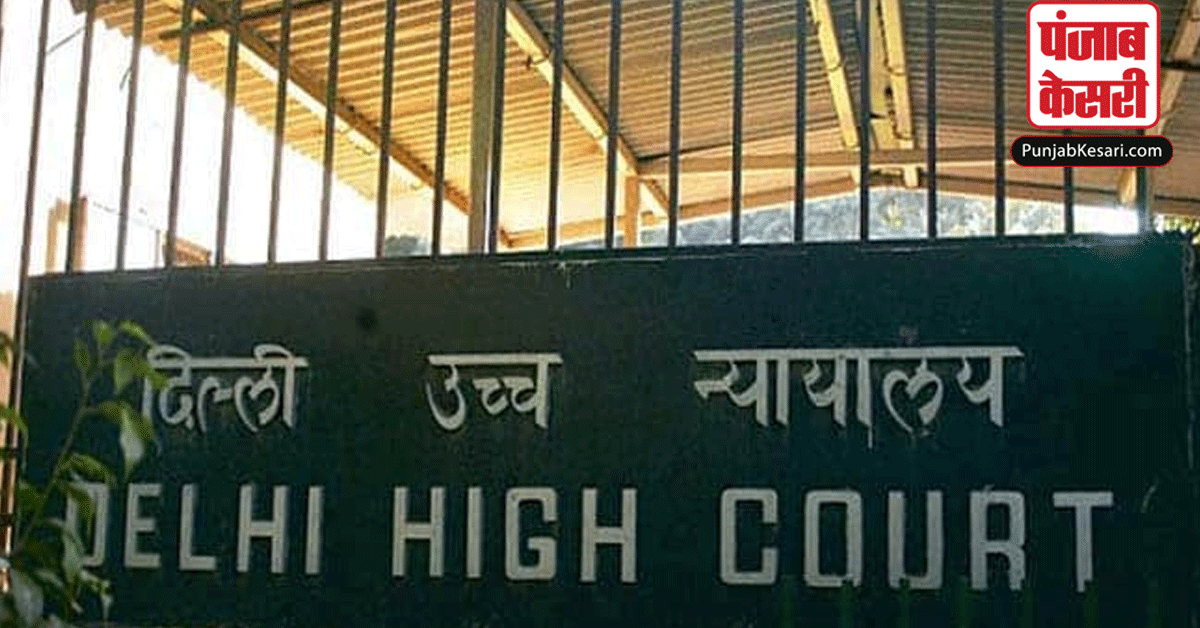 पंजाब
केसरी
PunjabKesari.com
दिल्ली उच्च न्यायालय
DELHI HIGH COURT